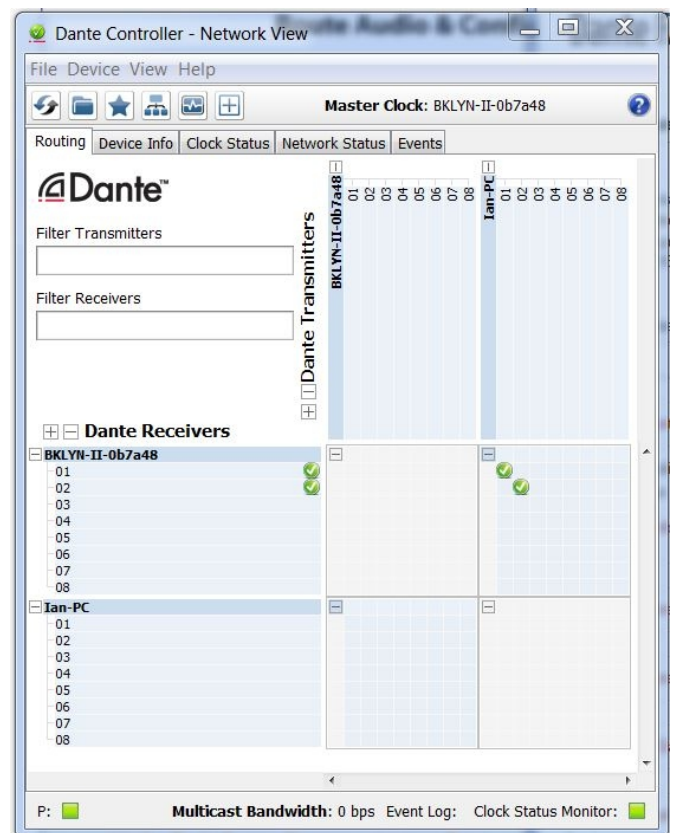 Dante Controller - Network View
File Device View Help
Master Clock: BKLYN-II-0b7a48
Routing Device Info Clock Status Network Status Events
Dante™
Filter Transmitters
Filter Receivers
Dante Transmitters
BKLYN-II-0b7a48
01 02 03 04 05 06 07 08
Ian-PC
01 02 03 04 05 06 07 08
Dante Receivers
BKLYN-II-0b7a48
01
02
03
04
05
06
07
08
Ian-PC
01
02
03
04
05
06
07
08
P: Multicast Bandwidth: 0 bps Event Log: Clock Status Monitor: